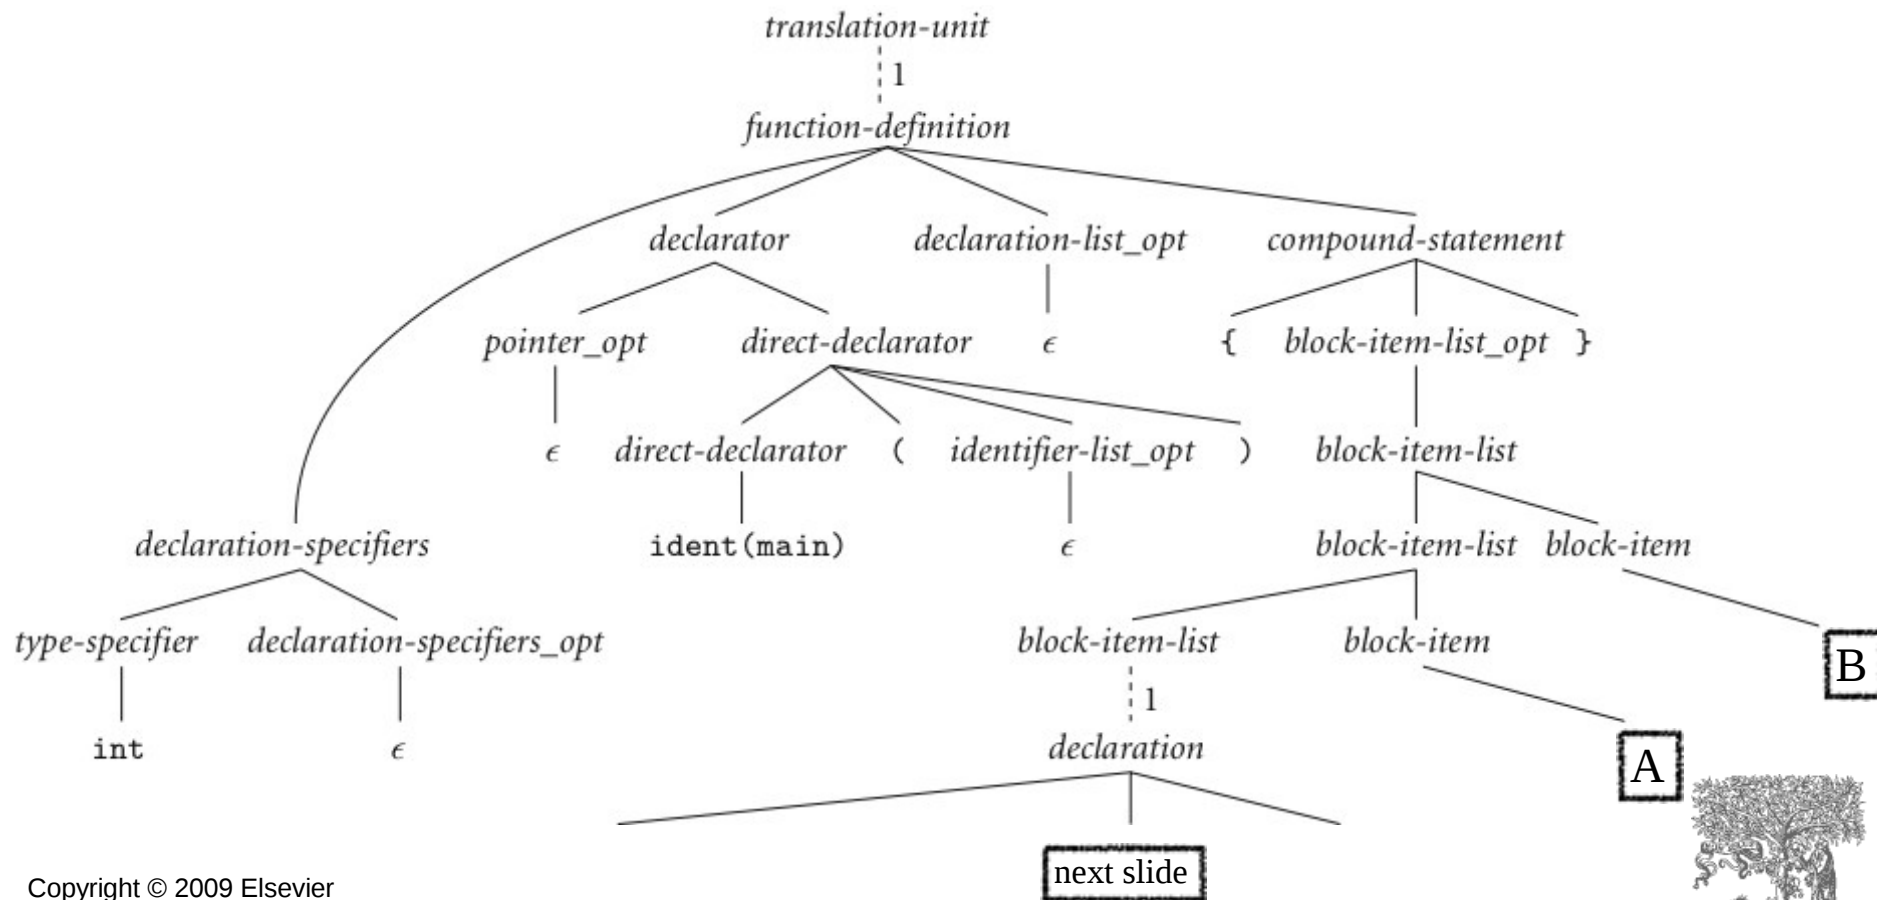 translation-unit
1
function-definition
declarator declaration-list_opt compound-statement
pointer_opt direct-declarator ϵ { block-item-list_opt }
ϵ direct-declarator ( identifier-list_opt ) block-item-list
declaration-specifiers ident(main) ϵ block-item-list block-item
type-specifier declaration-specifiers_opt block-item-list block-item B
1
int ϵ declaration A
next slide
Copyright © 2009 Elsevier